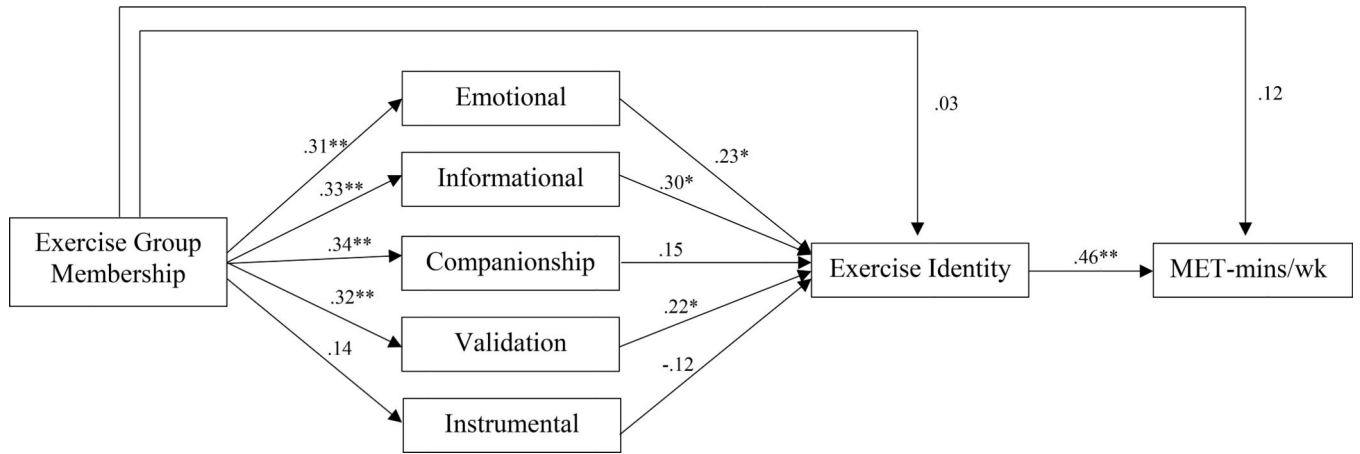 .03
.12
Emotional
.31**
.23*
Informational
.33**
.30*
Exercise Group
Membership
.34**
Companionship
.15
Exercise Identity
.46**
MET-mins/wk
.32**
Validation
.22*
.14
-.12
Instrumental